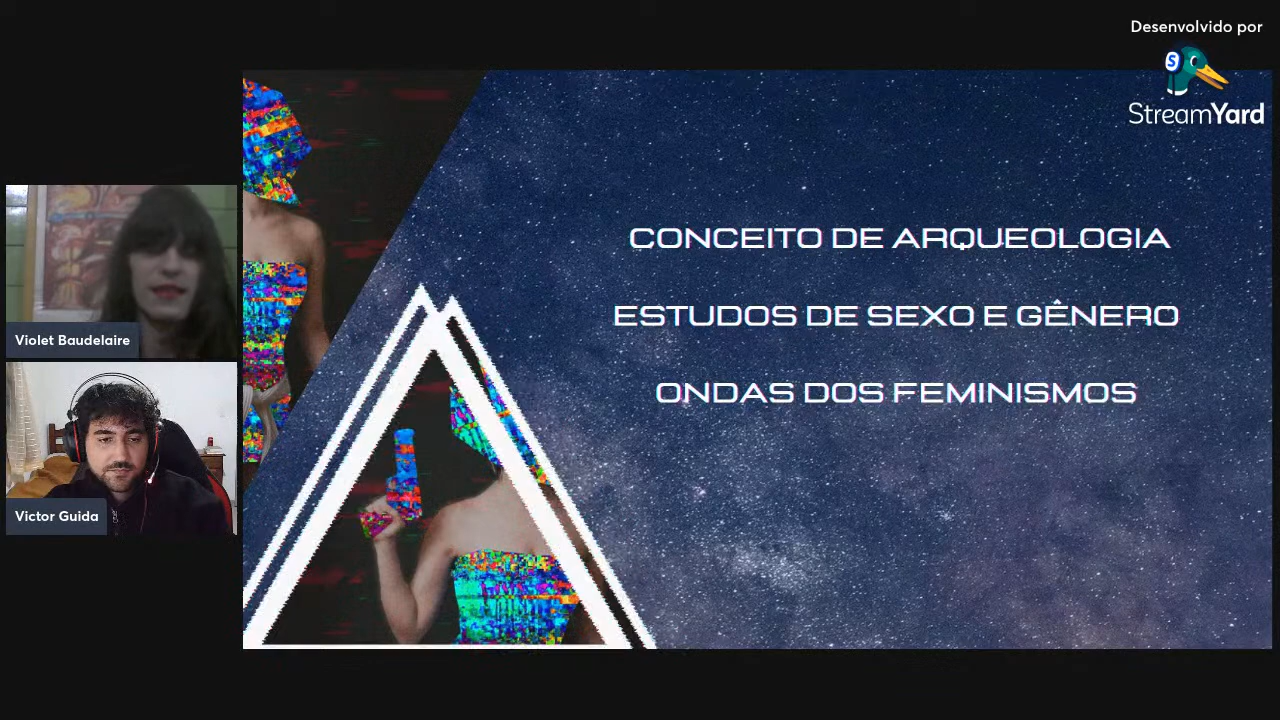 Desenvolvido por
StreamYard
CONCEITO DE ARQUEOLOGIA
ESTUDOS DE SEXO E GÊNERO
ONDAS DOS FEMINISMOS
Violet Baudelaire
Victor Guida